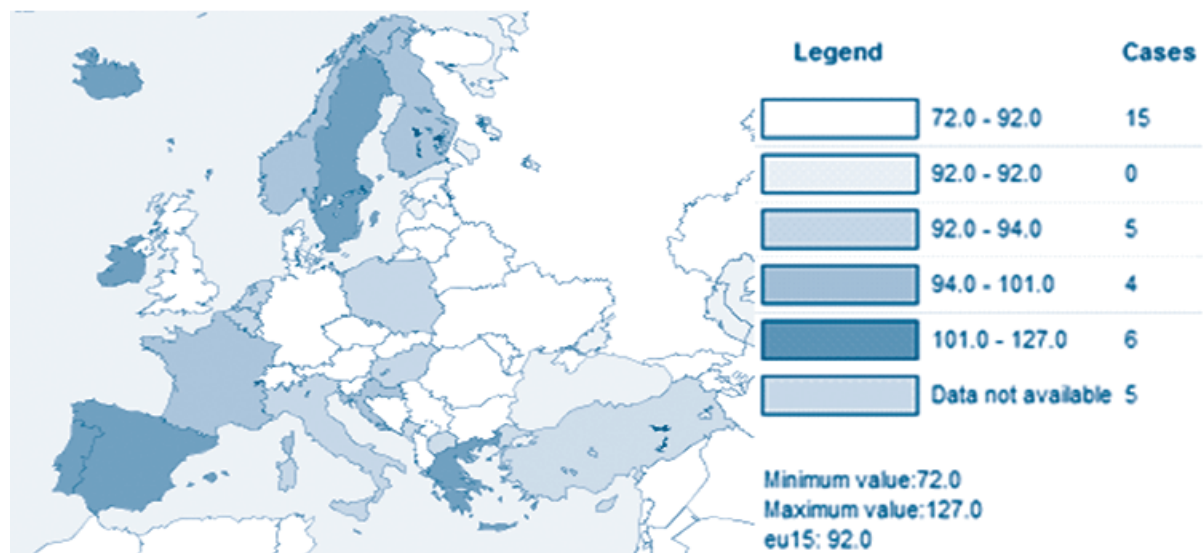 Legend Cases
72.0 - 92.0 15
92.0 - 92.0 0
92.0 - 94.0 5
94.0 - 101.0 4
101.0 - 127.0 6
Data not available 5
Minimum value:72.0
Maximum value:127.0
eu15: 92.0